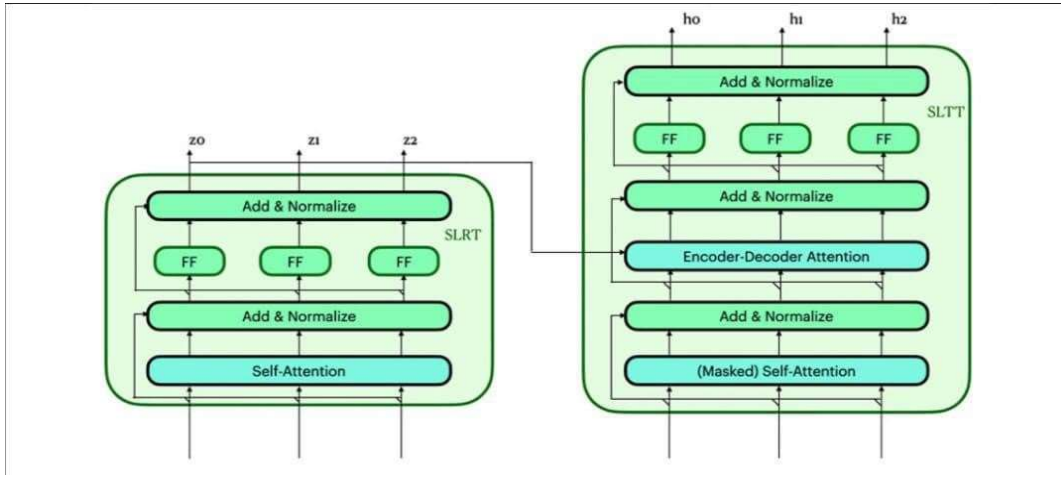 h0 h1 h2
Add & Normalize
SLTT
FF FF FF
z0 z1 z2
Add & Normalize
Add & Normalize
SLRT
FF FF FF
Encoder-Decoder Attention
Add & Normalize
Add & Normalize
Self-Attention
(Masked) Self-Attention